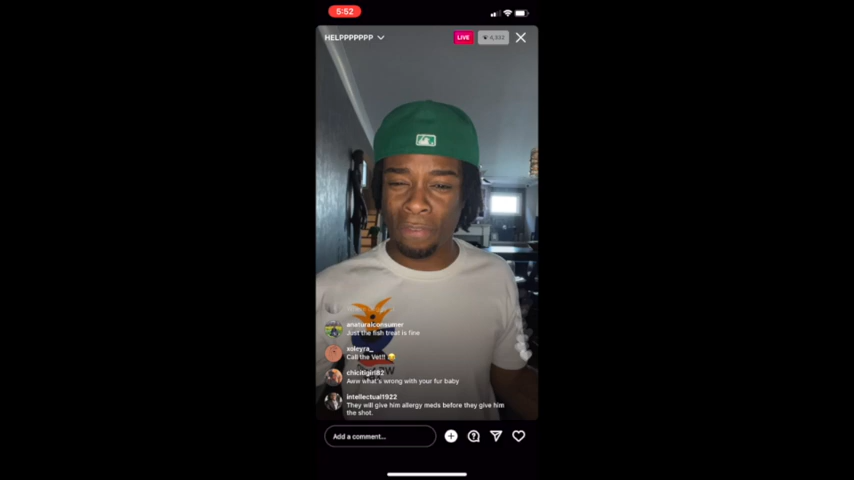 5:52
HELPPPPPPP
LIVE
4,332
anaturalconsumer
Just the fish treat is fine
xoleyra_
Call the Vet!! 😂
chicitigirl82
Aww what's wrong with your fur baby
intellectual1922
They will give him allergy meds before they give him
the shot.
Add a comment...